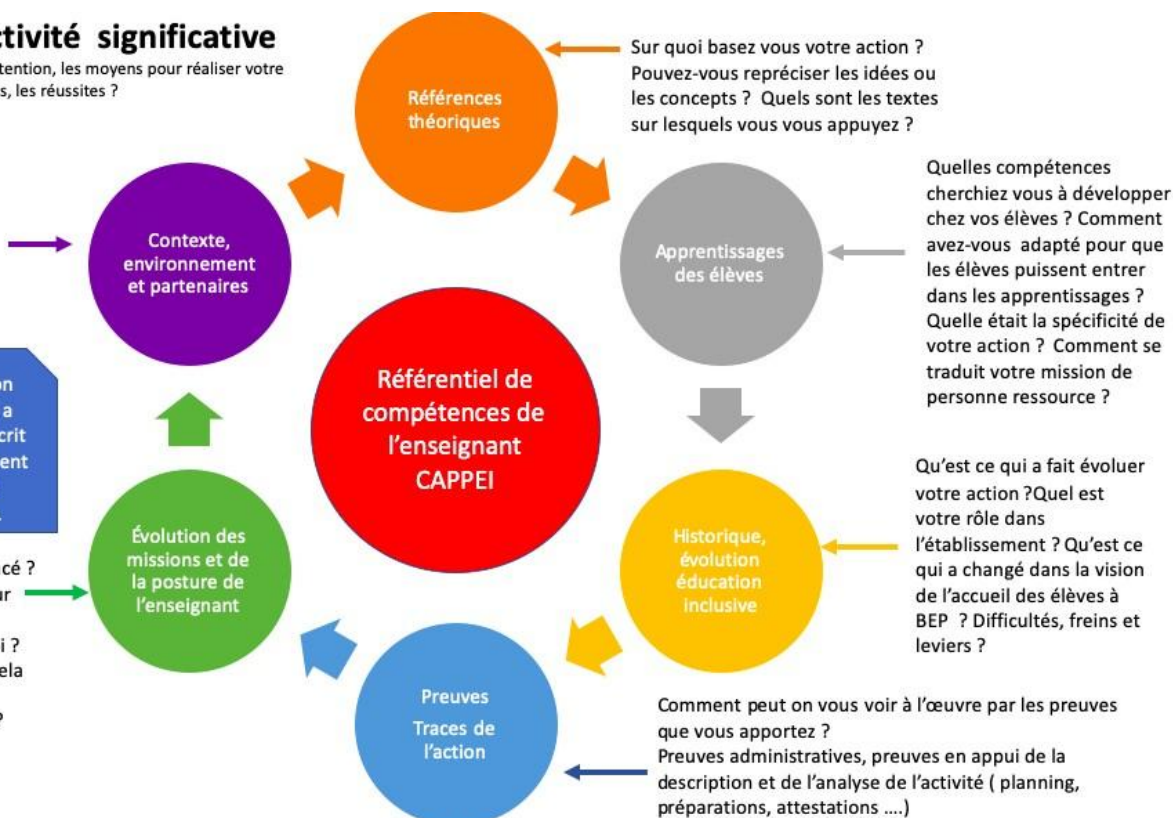 ctivité significative
tention, les moyens pour réaliser votre
s, les réussites ?
Références
théoriques
Sur quoi basez vous votre action ?
Pouvez-vous repréciser les idées ou
les concepts ? Quels sont les textes
sur lesquels vous vous appuyez ?
Contexte,
environnement
et partenaires
Apprentissages
des élèves
Quelles compétences
cherchiez vous à développer
chez vos élèves ? Comment
avez-vous adapté pour que
les élèves puissent entrer
dans les apprentissages ?
Quelle était la spécificité de
votre action ? Comment se
traduit votre mission de
personne ressource ?
Référentiel de
compétences de
l'enseignant
CAPPEI
on
a
crit
ent
Évolution des
missions et de
la posture de
l'enseignant
Historique,
évolution
éducation
inclusive
Qu'est ce qui a fait évoluer
votre action ?Quel est
votre rôle dans
l'établissement ? Qu'est ce
qui a changé dans la vision
de l'accueil des élèves à
BEP ? Difficultés, freins et
leviers ?
cé ?
ur
i ?
ela
?
Preuves
Traces de
l'action
Comment peut on vous voir à l'œuvre par les preuves
que vous apportez ?
Preuves administratives, preuves en appui de la
description et de l'analyse de l'activité ( planning,
préparations, attestations ....)